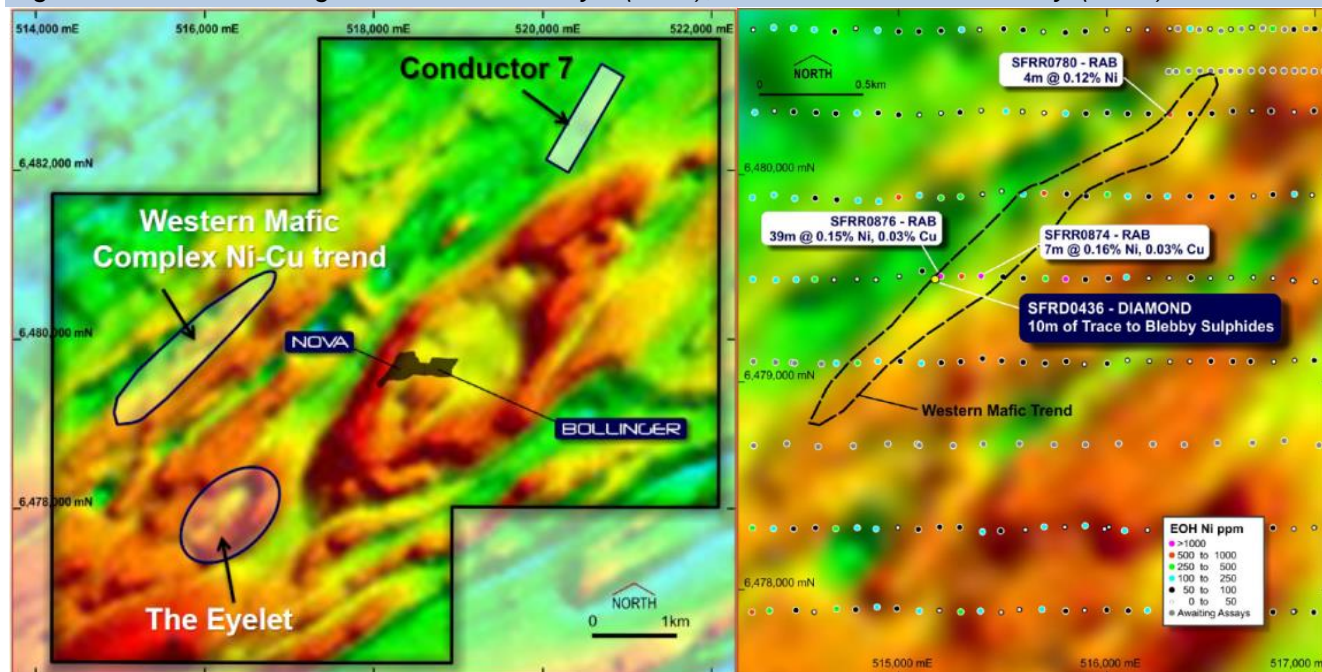 514,000 mE
516,000 mE
518,000 mE
520,000 mE
522,000 mE
6,482,000 mN
6,480,000 mN
6,478,000 mN
Conductor 7
Western Mafic
Complex Ni-Cu trend
NOVA
BOLLINGER
The Eyelet
NORTH
0 1km
NORTH
0 0.5km
SFRR0780 - RAB
4m @ 0.12% Ni
6,480,000 mN
SFRR0876 - RAB
39m @ 0.15% Ni, 0.03% Cu
SFRR0874 - RAB
7m @ 0.16% Ni, 0.03% Cu
SFRD0436 - DIAMOND
10m of Trace to Blebby Sulphides
6,479,000 mN
Western Mafic Trend
6,478,000 mN
EOH Ni ppm
>1000
500 to 1000
250 to 500
100 to 250
50 to 100
0 to 50
Awaiting Assays
515,000 mE
516,000 mE
517,000 mE